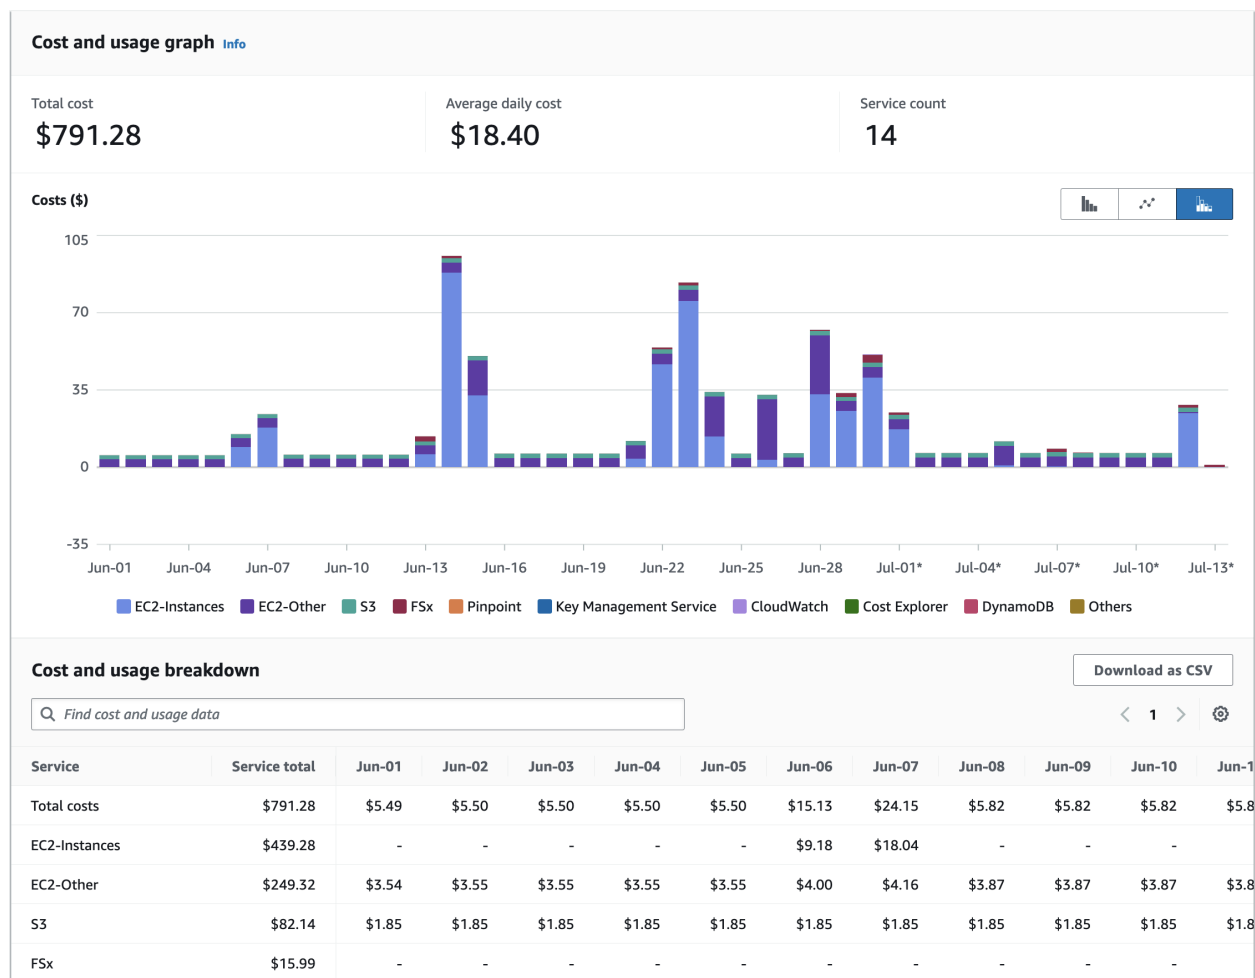 Cost and usage graph Info
Total cost Average daily cost Service count
$791.28 $18.40 14
Costs ($)
105
70
35
0
-35
Jun-01 Jun-04 Jun-07 Jun-10 Jun-13 Jun-16 Jun-19 Jun-22 Jun-25 Jun-28 Jul-01* Jul-04* Jul-07* Jul-10* Jul-13*
EC2-Instances EC2-Other S3 FSx Pinpoint Key Management Service CloudWatch Cost Explorer DynamoDB Others
Cost and usage breakdown Download as CSV
Find cost and usage data 1
Service Service total Jun-01 Jun-02 Jun-03 Jun-04 Jun-05 Jun-06 Jun-07 Jun-08 Jun-09 Jun-10 Jun-1
Total costs $791.28 $5.49 $5.50 $5.50 $5.50 $5.50 $15.13 $24.15 $5.82 $5.82 $5.82 $5.8
EC2-Instances $439.28 - - - - - $9.18 $18.04 - - -
EC2-Other $249.32 $3.54 $3.55 $3.55 $3.55 $3.55 $4.00 $4.16 $3.87 $3.87 $3.87 $3.8
S3 $82.14 $1.85 $1.85 $1.85 $1.85 $1.85 $1.85 $1.85 $1.85 $1.85 $1.85 $1.8
FSx $15.99 - - - - - - - - - -